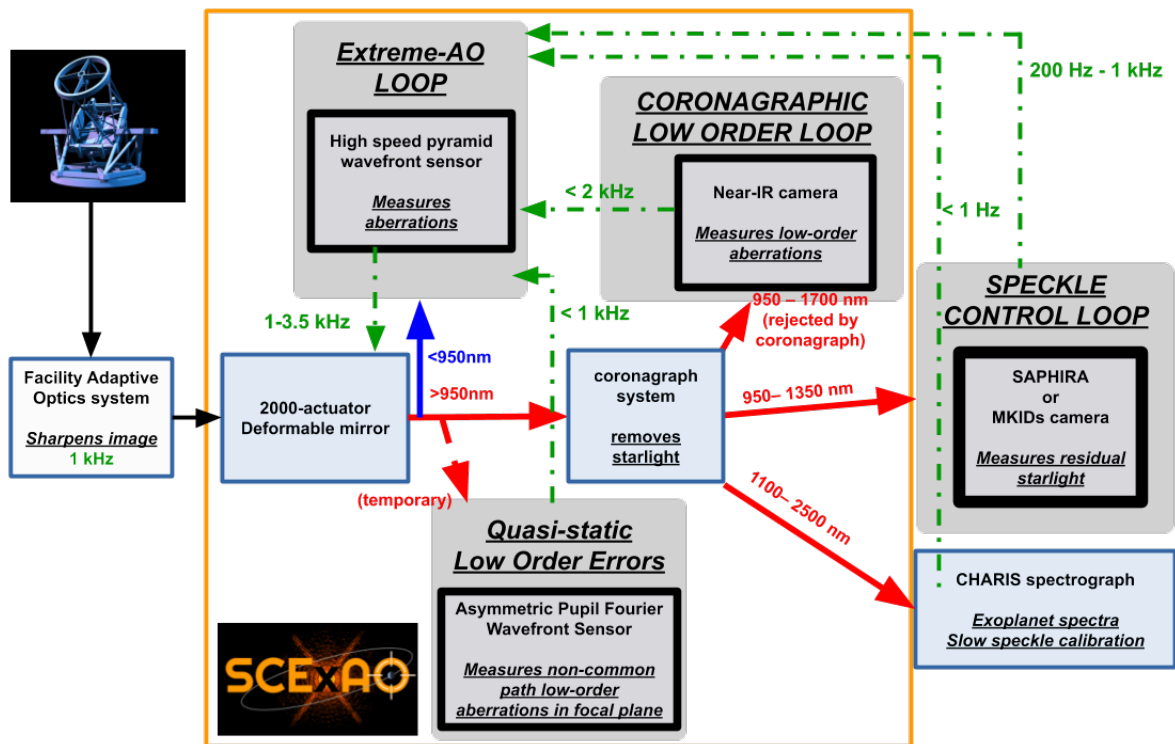 Extreme-AO
LOOP
High speed pyramid
wavefront sensor
Measures
aberrations
CORONAGRAPHIC
LOW ORDER LOOP
Near-IR camera
Measures low-order
aberrations
200 Hz - 1 kHz
< 2 kHz
< 1 Hz
1-3.5 kHz
< 1 kHz
<950nm
>950nm
950 – 1700 nm
(rejected by
coronagraph)
SPECKLE
CONTROL LOOP
SAPHIRA
or
MKIDs camera
Measures residual
starlight
Facility Adaptive
Optics system
Sharpens image
1 kHz
2000-actuator
Deformable mirror
coronagraph
system
removes
starlight
950– 1350 nm
1100– 2500 nm
(temporary)
Quasi-static
Low Order Errors
Asymmetric Pupil Fourier
Wavefront Sensor
Measures non-common
path low-order
aberrations in focal plane
CHARIS spectrograph
Exoplanet spectra
Slow speckle calibration
SCExAO